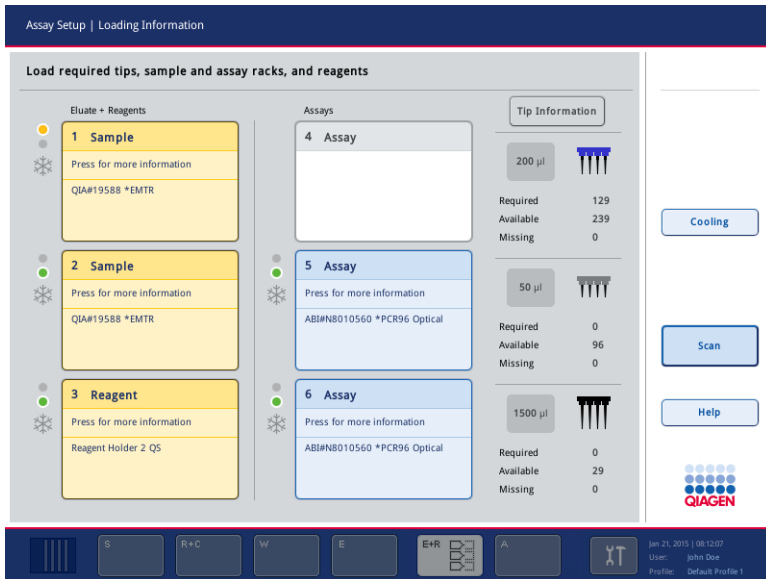 Assay Setup | Loading Information
Load required tips, sample and assay racks, and reagents
Eluate + Reagents
Assays
Tip Information
1 Sample
Press for more information
QIA#19588 *EMTR
4 Assay
200 µl
Required 129
Available 239
Missing 0
Cooling
2 Sample
Press for more information
QIA#19588 *EMTR
5 Assay
Press for more information
ABI#N8010560 *PCR96 Optical
50 µl
Required 0
Available 96
Missing 0
Scan
3 Reagent
Press for more information
Reagent Holder 2 QS
6 Assay
Press for more information
ABI#N8010560 *PCR96 Optical
1500 µl
Required 0
Available 29
Missing 0
Help
QIAGEN
S
R+C
W
E
E+R
A
Jan 21, 2015 | 08:12:07
User: John Doe
Profile: Default Profile 1